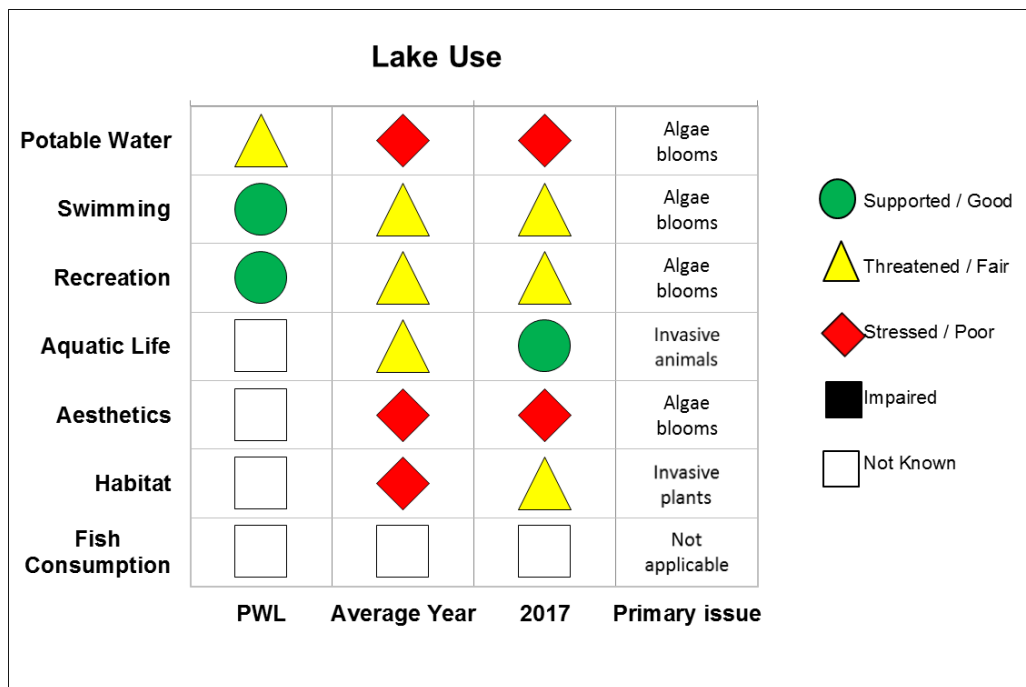 Lake Use
Potable Water
Algae
blooms
Swimming
Algae
blooms
Recreation
Algae
blooms
Aquatic Life
Invasive
animals
Aesthetics
Algae
blooms
Habitat
Invasive
plants
Fish
Consumption
Not
applicable
PWL
Average Year
2017
Primary issue
Supported / Good
Threatened / Fair
Stressed / Poor
Impaired
Not Known